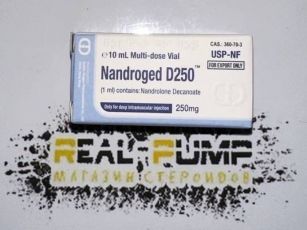 ℮10 mL Multi-dose Vial
CAS.: 360-70-3
USP-NF
FOR EXPORT ONLY
Nandroged D250™
(1 ml) contains: Nandrolone Decanoate
Only for deep intramuscular injection
250mg
REAL-PUMP
МАГАЗИН СТЕРОИДОВ